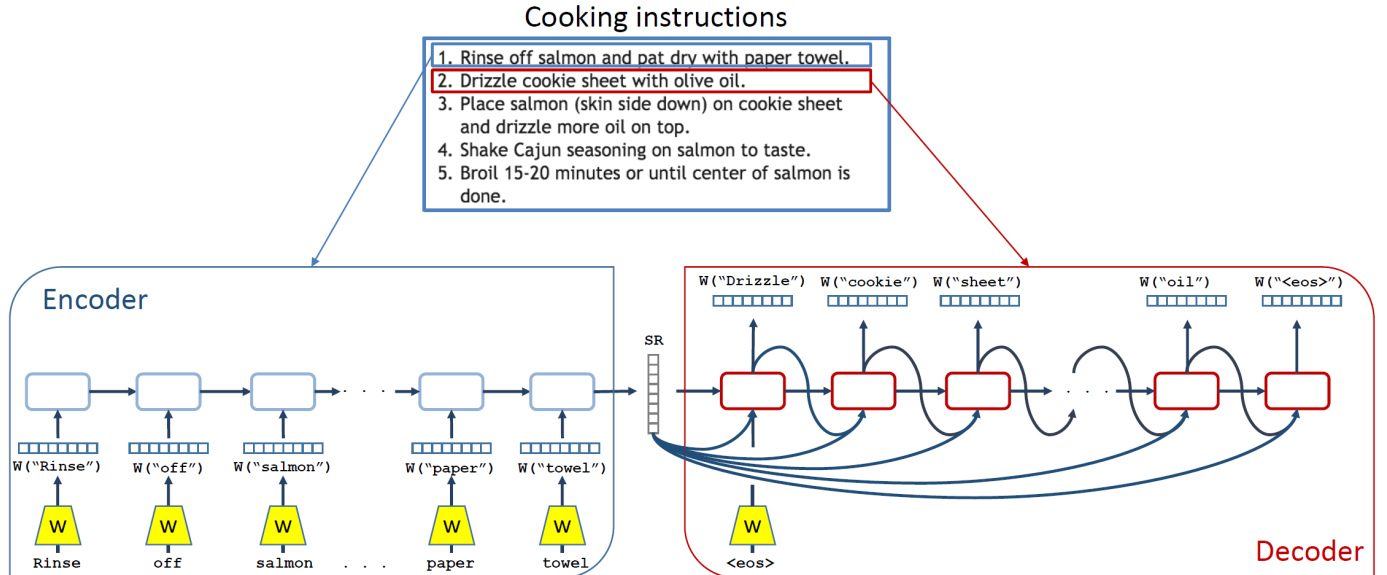 Cooking instructions
1. Rinse off salmon and pat dry with paper towel.
2. Drizzle cookie sheet with olive oil.
3. Place salmon (skin side down) on cookie sheet
and drizzle more oil on top.
4. Shake Cajun seasoning on salmon to taste.
5. Broil 15-20 minutes or until center of salmon is
done.
Encoder
W(“Drizzle”) W(“cookie”) W(“sheet”) W(“oil”) W(“<eos>”)
SR
. . . . . .
W(“Rinse”) W(“off”) W(“salmon”) W(“paper”) W(“towel”)
W W W W W W
Rinse off salmon . . . paper towel <eos>
Decoder